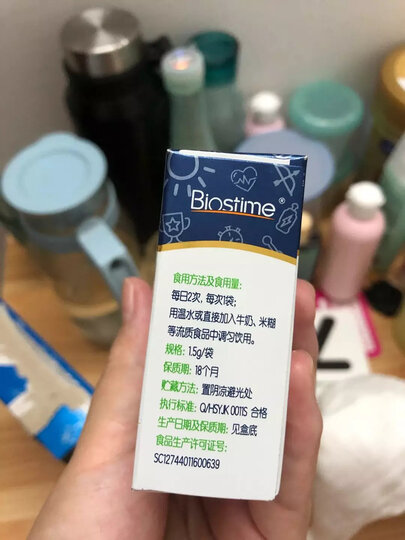 Biostime®
食用方法及食用量:
每日2次, 每次1袋;
用温水或直接加入牛奶、米糊
等流质食品中调匀饮用。
规格: 1.5g/袋
保质期: 18个月
贮藏方法: 置阴凉避光处
执行标准: Q/HSYJK 0011S 合格
生产日期及保质期: 见盒底
食品生产许可证号:
SC12744011600639